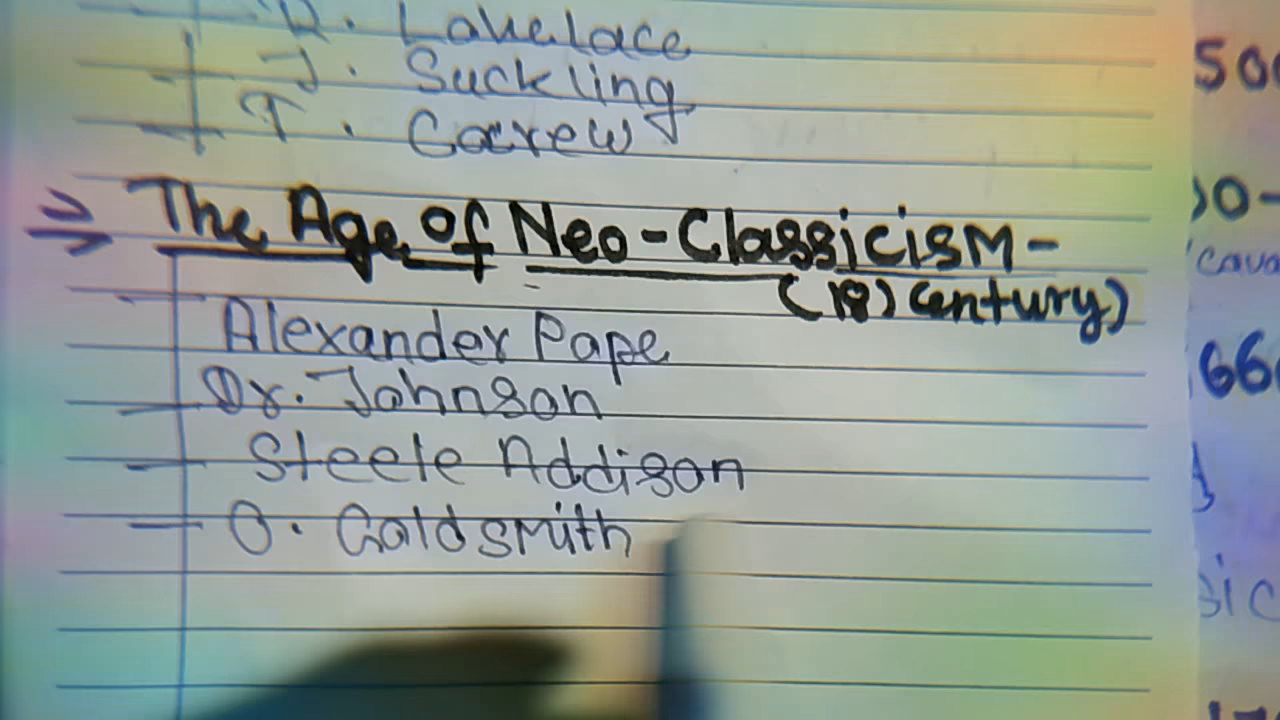 R. Lovelace
J. Suckling
T. Carew
⇒ The Age of Neo-Classicism-
(18) century)
Alexander Pope
Dr. Johnson
Steele Addison
O. Goldsmith